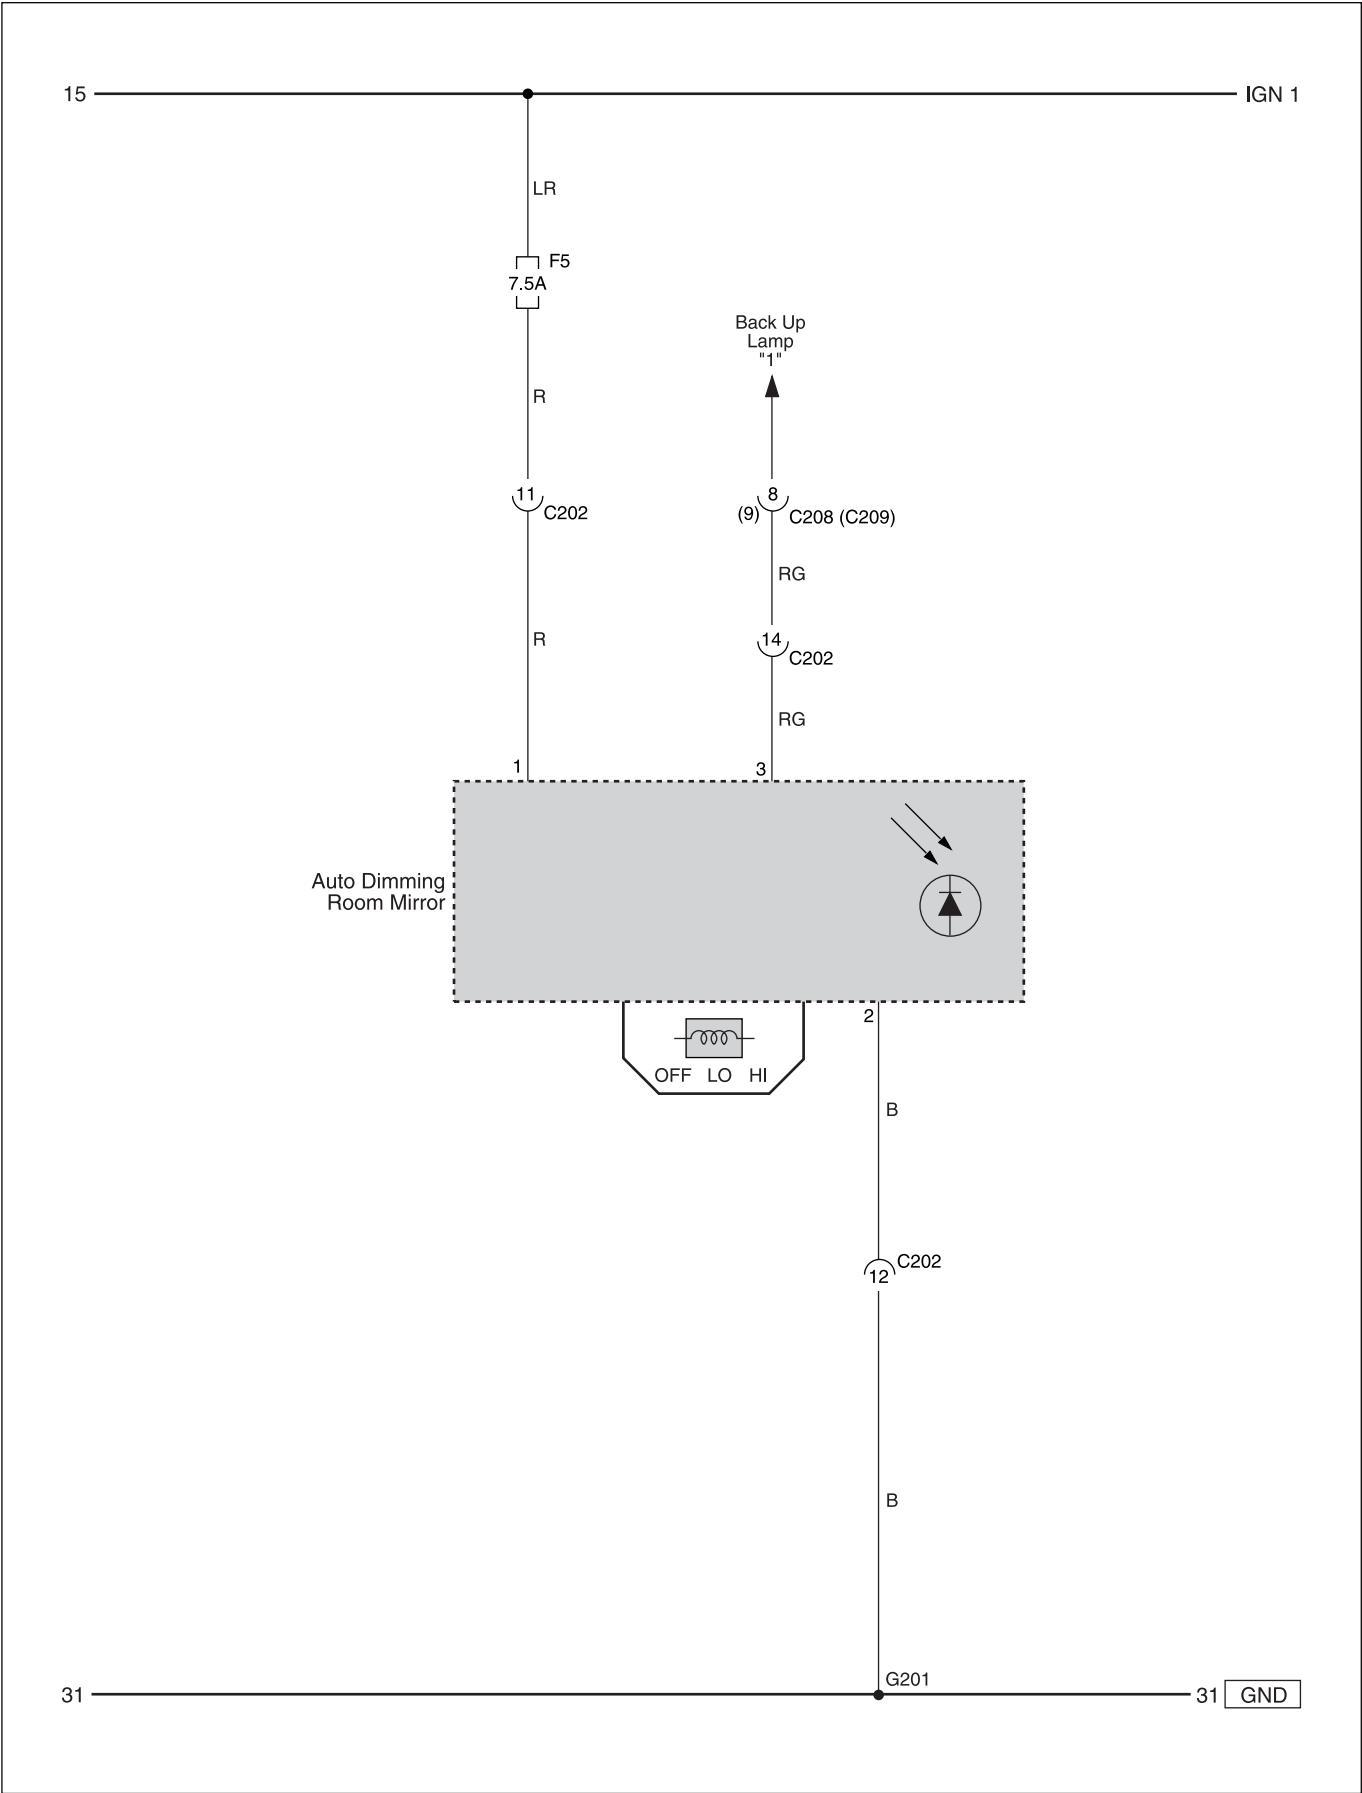 15
IGN 1
LR
F5
7.5A
Back Up
Lamp
"1"
R
11
C202
8
(9)
C208 (C209)
RG
R
14
C202
RG
1
3
Auto Dimming
Room Mirror
2
OFF LO HI
B
C202
12
B
G201
31
31 GND